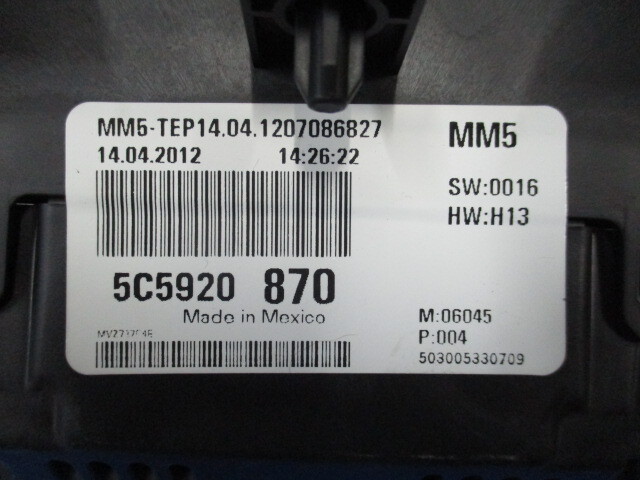 MM5-TEP14.04.1207086827
14.04.2012 14:26:22
5C5920 870
Made in Mexico
MM5
SW:0016
HW:H13
M:06045
P:004
503005330709